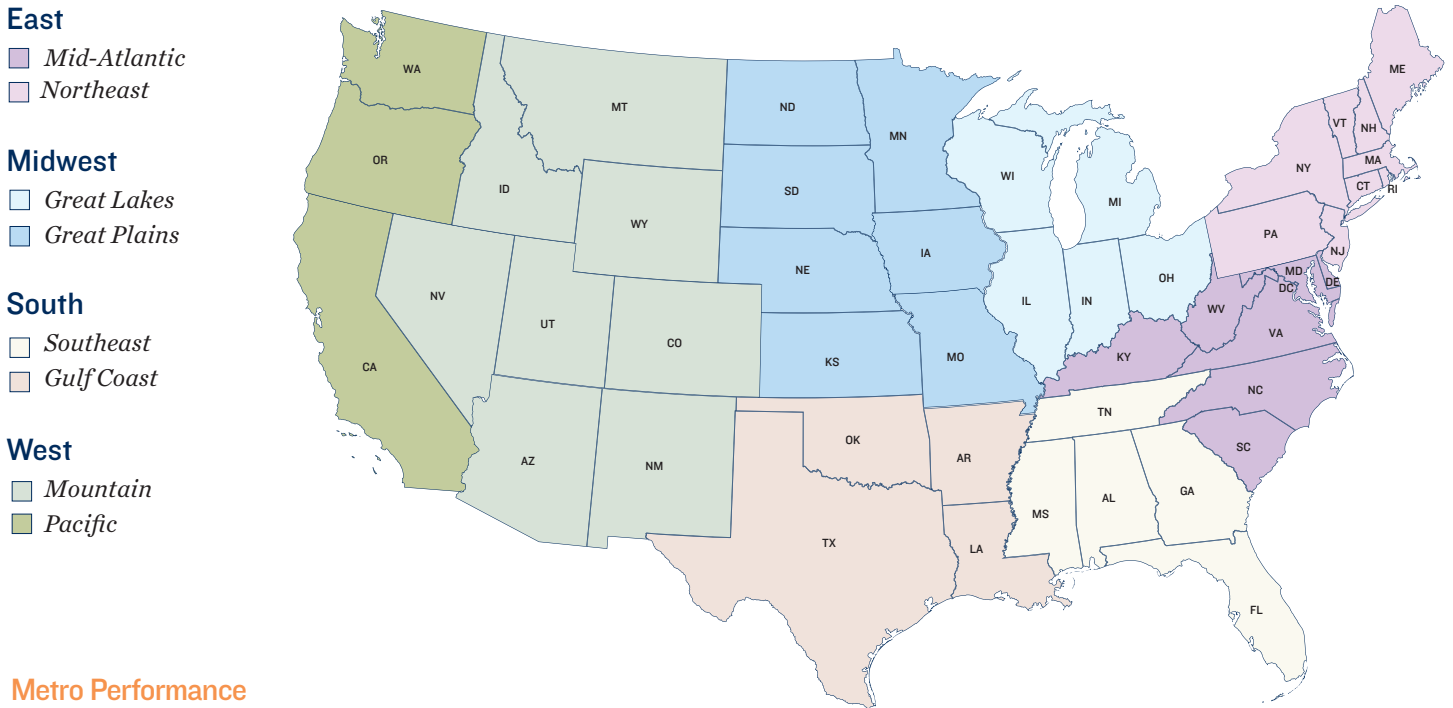 East
Mid-Atlantic
Northeast
Midwest
Great Lakes
Great Plains
South
Southeast
Gulf Coast
West
Mountain
Pacific
WA
OR
CA
NV
ID
MT
WY
UT
CO
AZ
NM
ND
SD
NE
KS
MN
IA
MO
WI
MI
IL
IN
OH
OK
TX
AR
LA
MS
AL
TN
GA
FL
KY
WV
VA
NC
SC
MD
DC
DE
PA
NJ
NY
CT
RI
MA
VT
NH
ME
Metro Performance